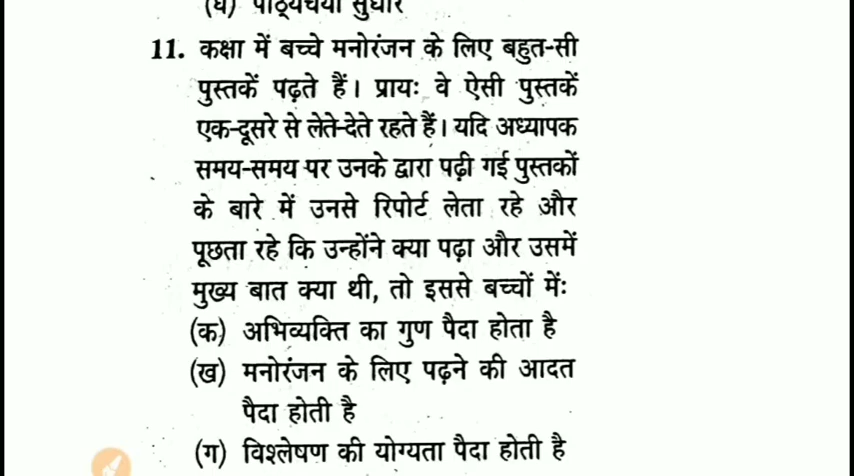 (घ) पाठ्यचर्या सुधार
11. कक्षा में बच्चे मनोरंजन के लिए बहुत-सी
पुस्तकें पढ़ते हैं। प्रायः वे ऐसी पुस्तकें
एक-दूसरे से लेते-देते रहते हैं। यदि अध्यापक
समय-समय पर उनके द्वारा पढ़ी गई पुस्तकों
के बारे में उनसे रिपोर्ट लेता रहे और
पूछता रहे कि उन्होंने क्या पढ़ा और उसमें
मुख्य बात क्या थी, तो इससे बच्चों में:
(क) अभिव्यक्ति का गुण पैदा होता है
(ख) मनोरंजन के लिए पढ़ने की आदत
पैदा होती है
(ग) विश्लेषण की योग्यता पैदा होती है